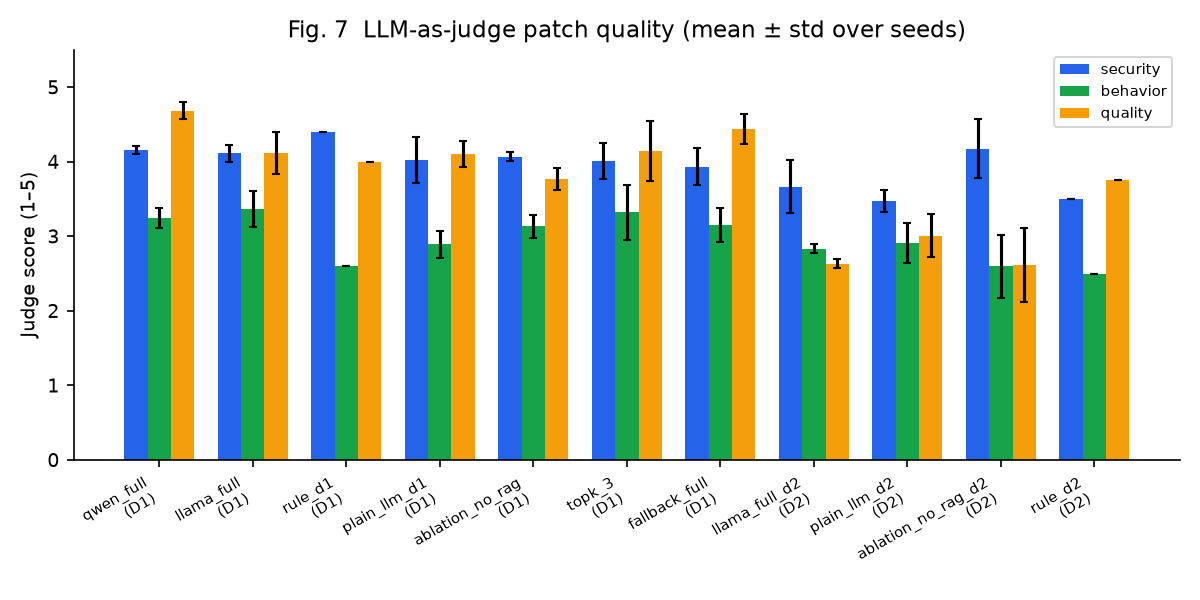 Fig. 7  LLM-as-judge patch quality (mean ± std over seeds)
security
behavior
quality
Judge score (1–5)
5
4
3
2
1
0
qwen_full
(D1)
llama_full
(D1)
rule_d1
(D1)
plain_llm_d1
(D1)
ablation_no_rag
(D1)
topk_3
(D1)
fallback_full
(D1)
llama_full_d2
(D2)
plain_llm_d2
(D2)
ablation_no_rag_d2
(D2)
rule_d2
(D2)